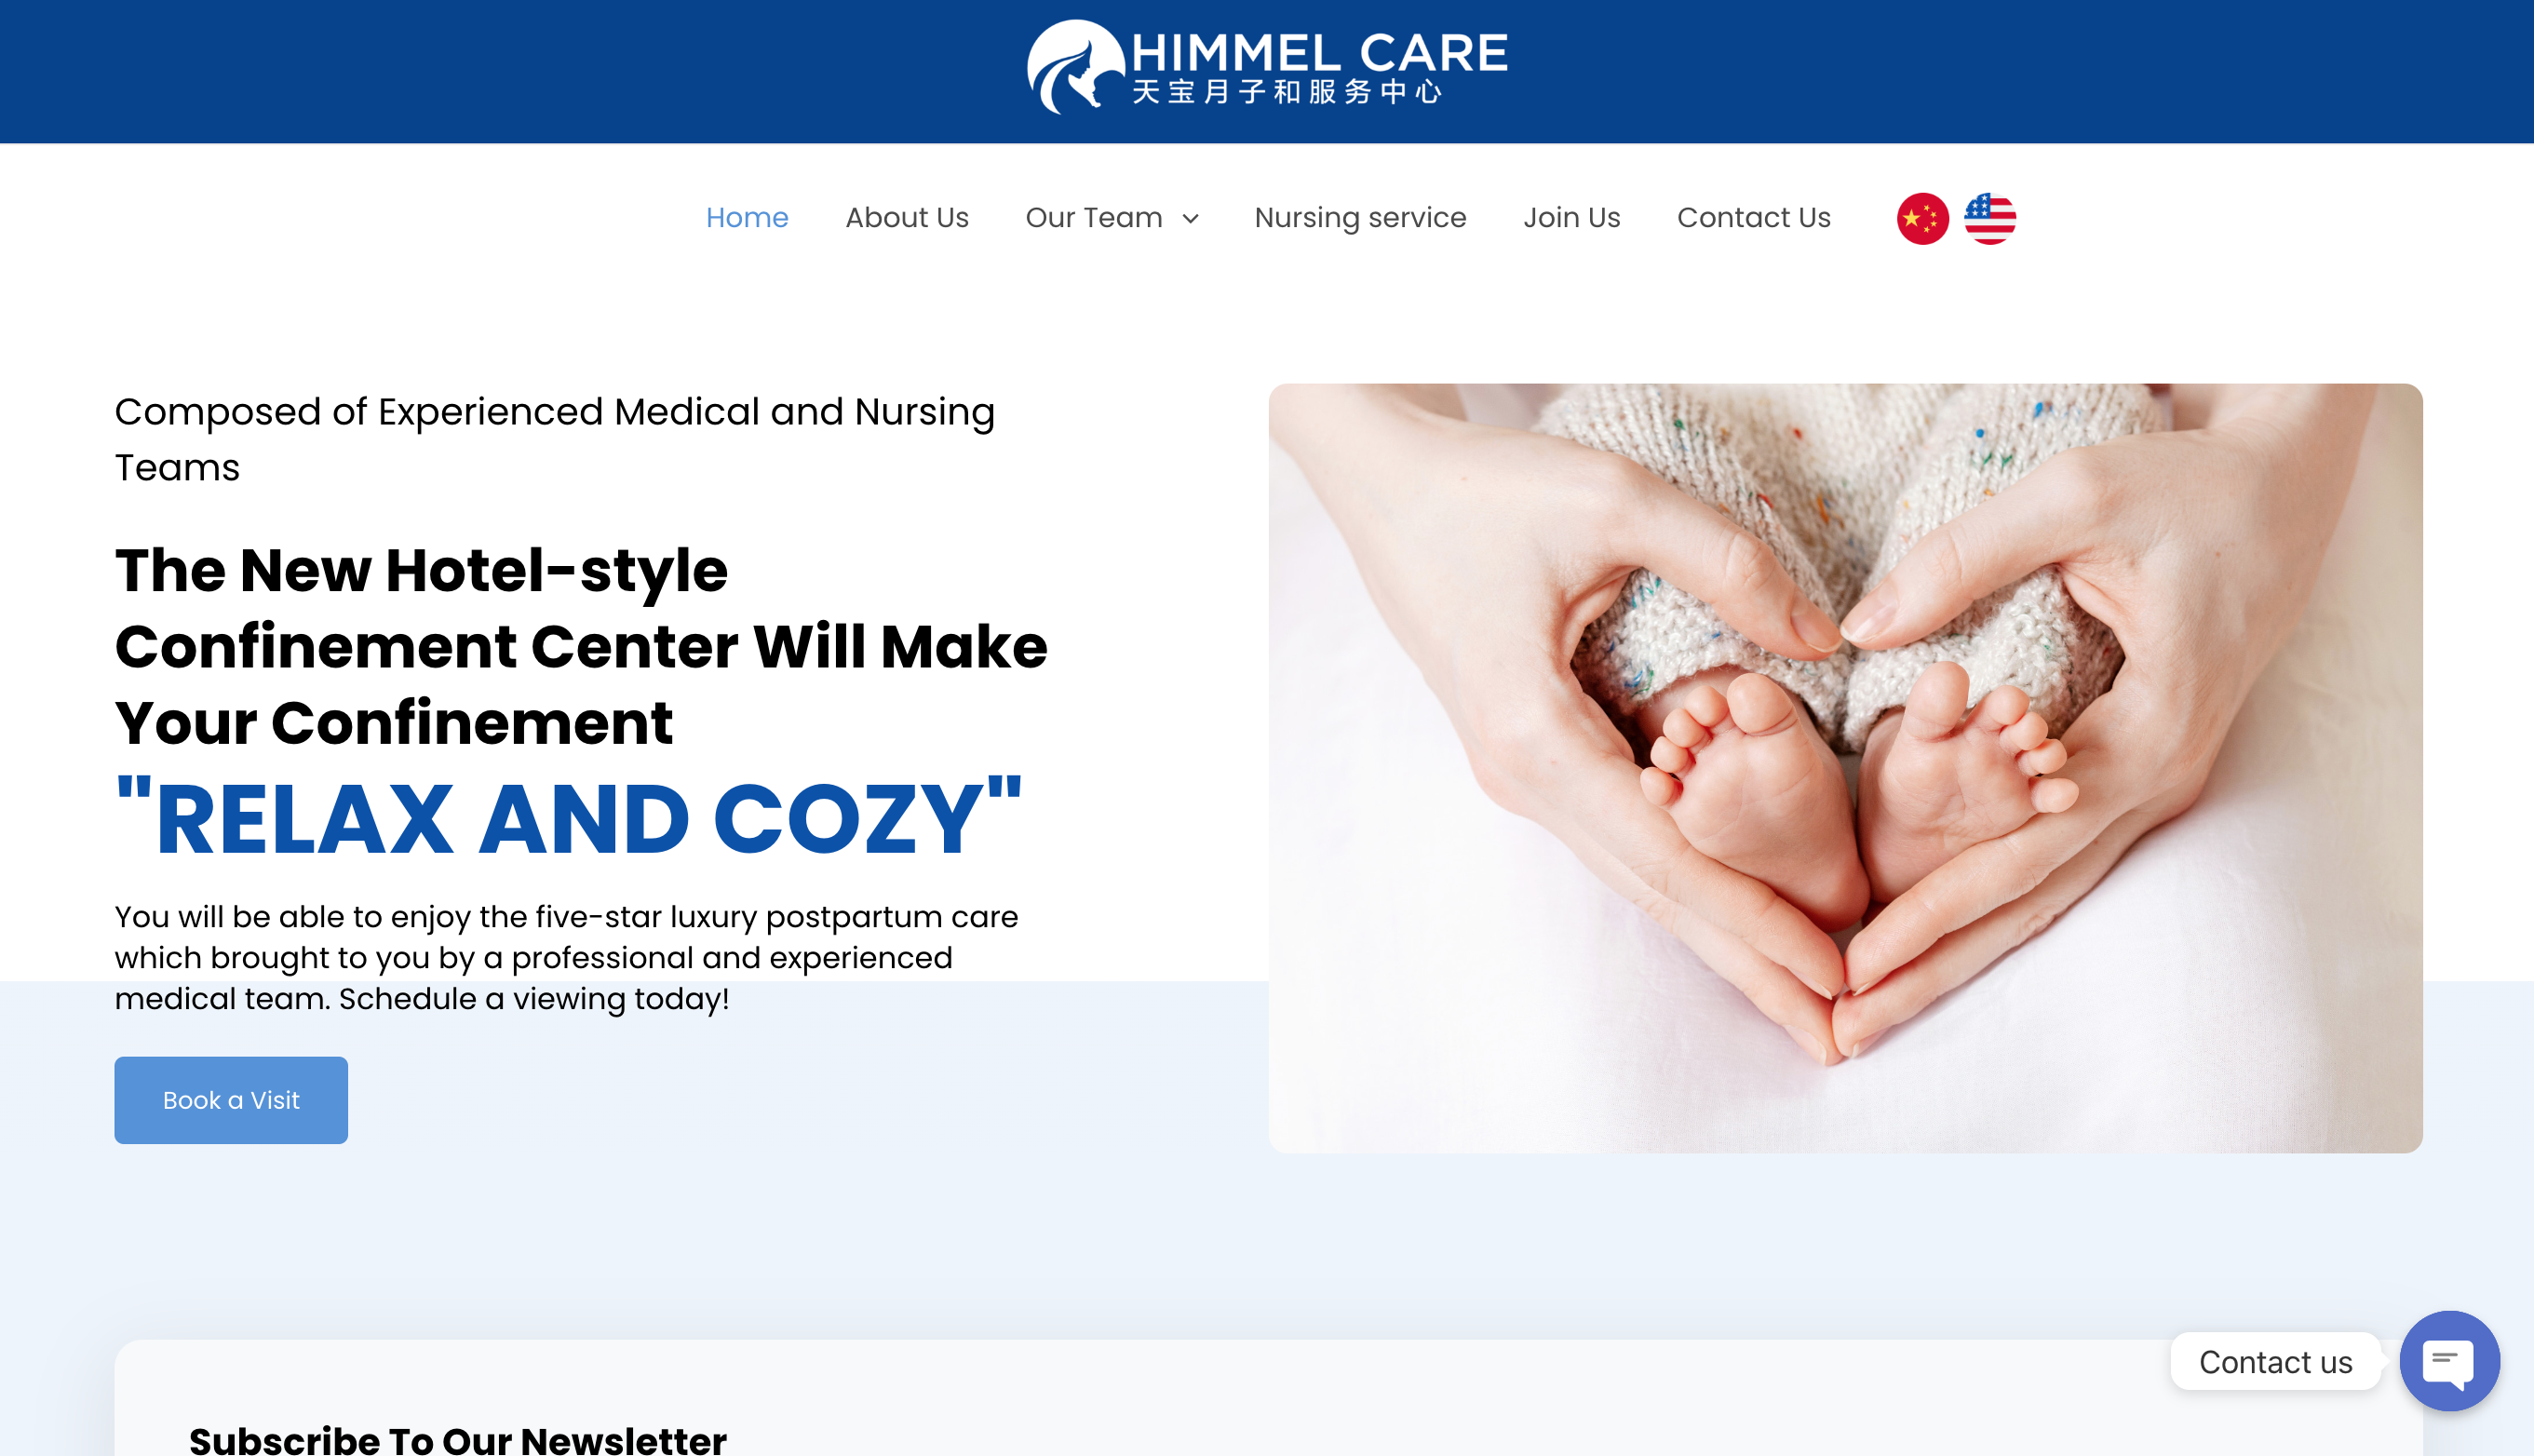 HIMMEL CARE
天宝月子和服务中心
Home About Us Our Team Nursing service Join Us Contact Us
Composed of Experienced Medical and Nursing
Teams
The New Hotel-style
Confinement Center Will Make
Your Confinement
"RELAX AND COZY"
You will be able to enjoy the five-star luxury postpartum care
which brought to you by a professional and experienced
medical team. Schedule a viewing today!
Book a Visit
Contact us
Subscribe To Our Newsletter